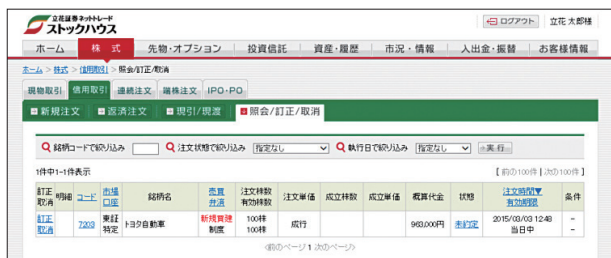 立花証券ネットトレード
ストックハウス
ログアウト 立花 太郎様
ホーム 株 式 先物・オプション 投資信託 資産・履歴 市況・情報 入出金・振替 お客様情報
ホーム > 株式 > 信用取引 > 照会/訂正/取消
現物取引 信用取引 連続注文 端株注文 IPO・PO
新規注文 返済注文 現引/現渡 照会/訂正/取消
銘柄コードで絞り込み 注文状態で絞り込み 指定なし 執行日で絞り込み 指定なし 実 行
1件中1~1件表示 【 前の100件 | 次の100件 】
訂正 取消 明細 コード 市場 口座 銘柄名 売買 弁済 注文株数 有効株数 注文単価 成立株数 成立単価 概算代金 状態 注文時間▼ 有効期限 条件
訂正 7203 東証 トヨタ自動車 新規買建 100株 成行 963,000円 未約定 2015/03/03 12:48 -
取消 特定 制度 100株 当日中 -
<前のページ 1 次のページ>